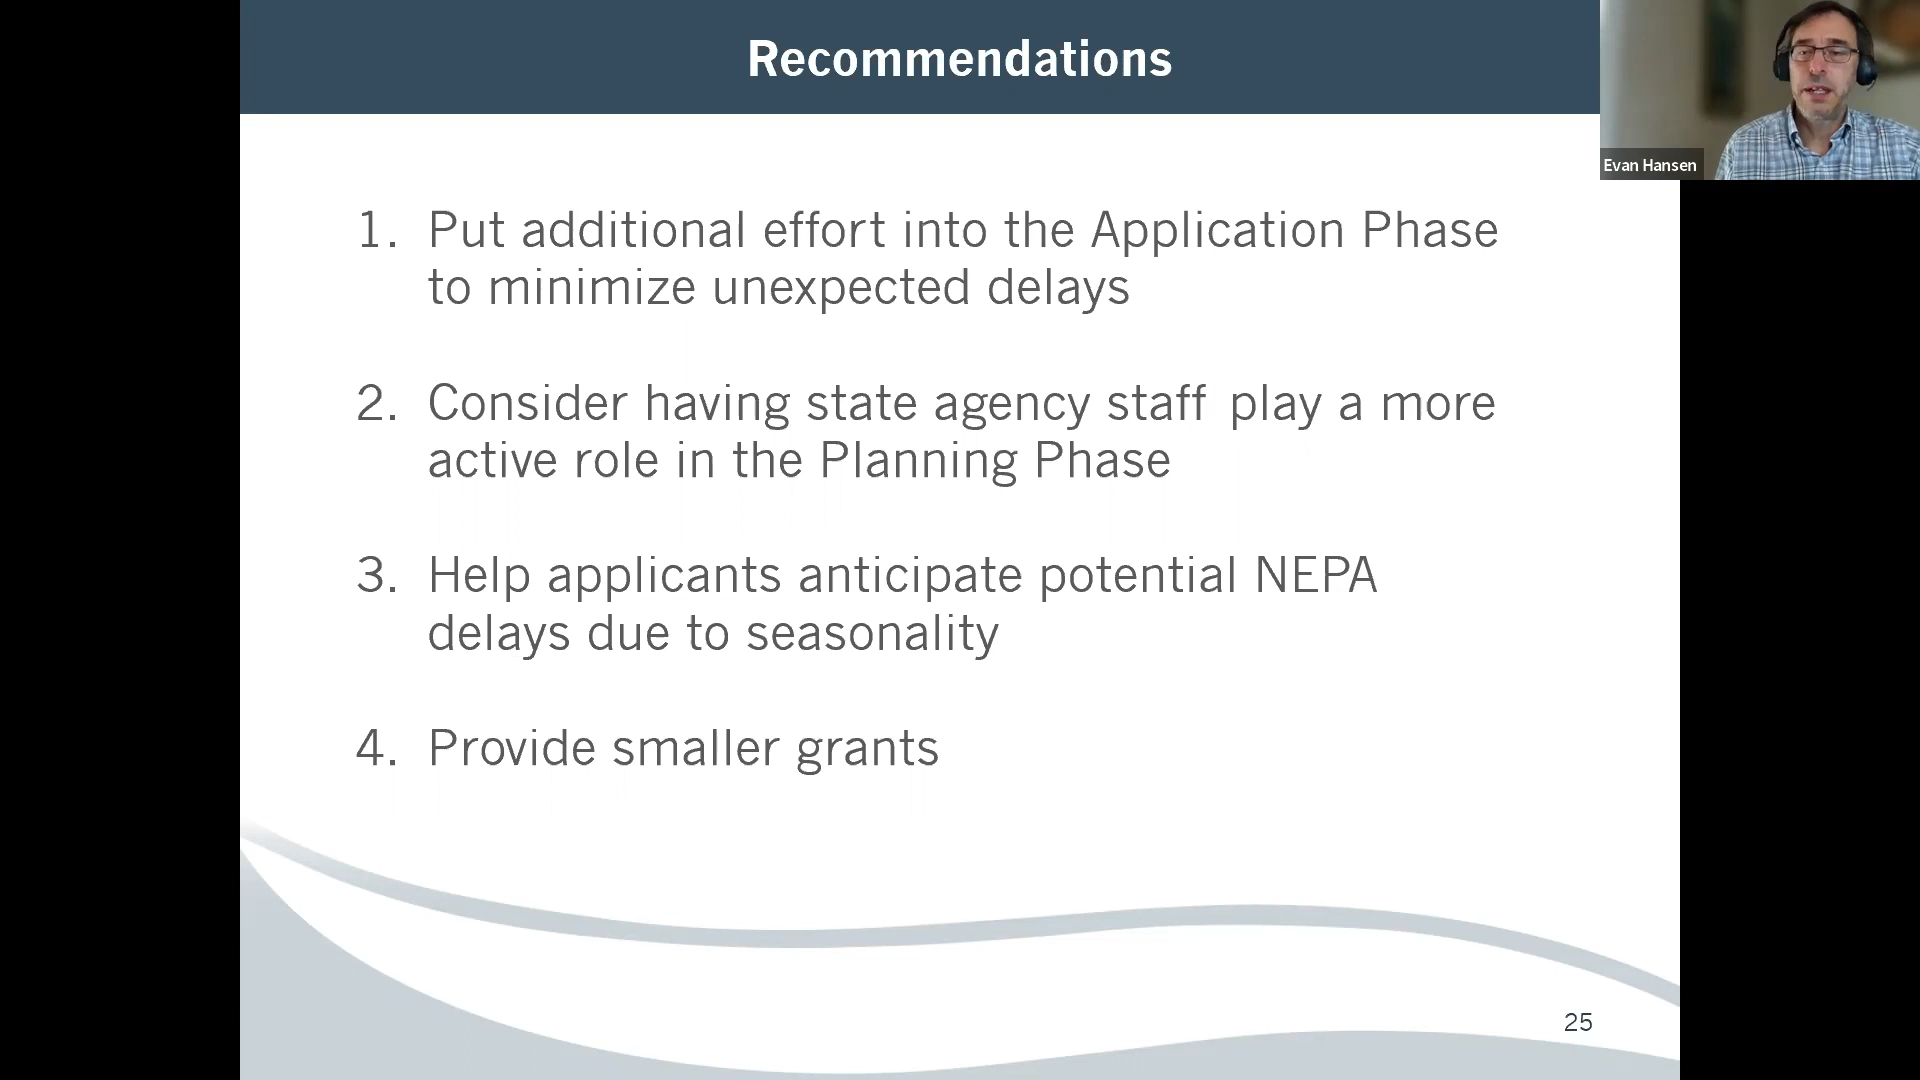 Recommendations
Evan Hansen
1. Put additional effort into the Application Phase
to minimize unexpected delays
2. Consider having state agency staff play a more
active role in the Planning Phase
3. Help applicants anticipate potential NEPA
delays due to seasonality
4. Provide smaller grants
25